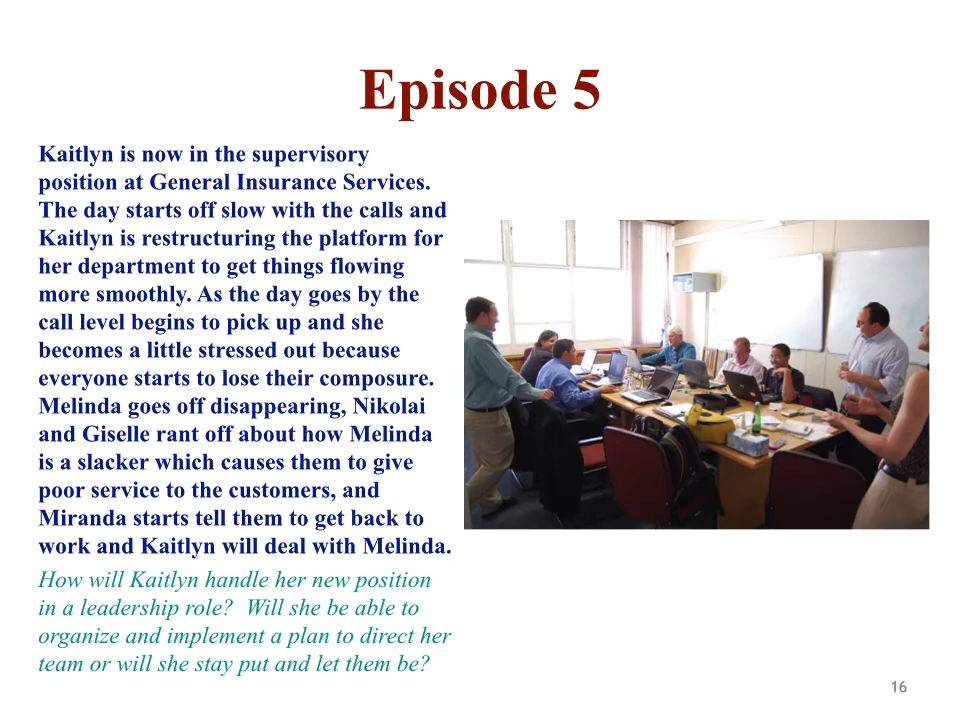 Episode 5
Kaitlyn is now in the supervisory
position at General Insurance Services.
The day starts off slow with the calls and
Kaitlyn is restructuring the platform for
her department to get things flowing
more smoothly. As the day goes by the
call level begins to pick up and she
becomes a little stressed out because
everyone starts to lose their composure.
Melinda goes off disappearing, Nikolai
and Giselle rant off about how Melinda
is a slacker which causes them to give
poor service to the customers, and
Miranda starts tell them to get back to
work and Kaitlyn will deal with Melinda.
How will Kaitlyn handle her new position
in a leadership role?  Will she be able to
organize and implement a plan to direct her
team or will she stay put and let them be?
16